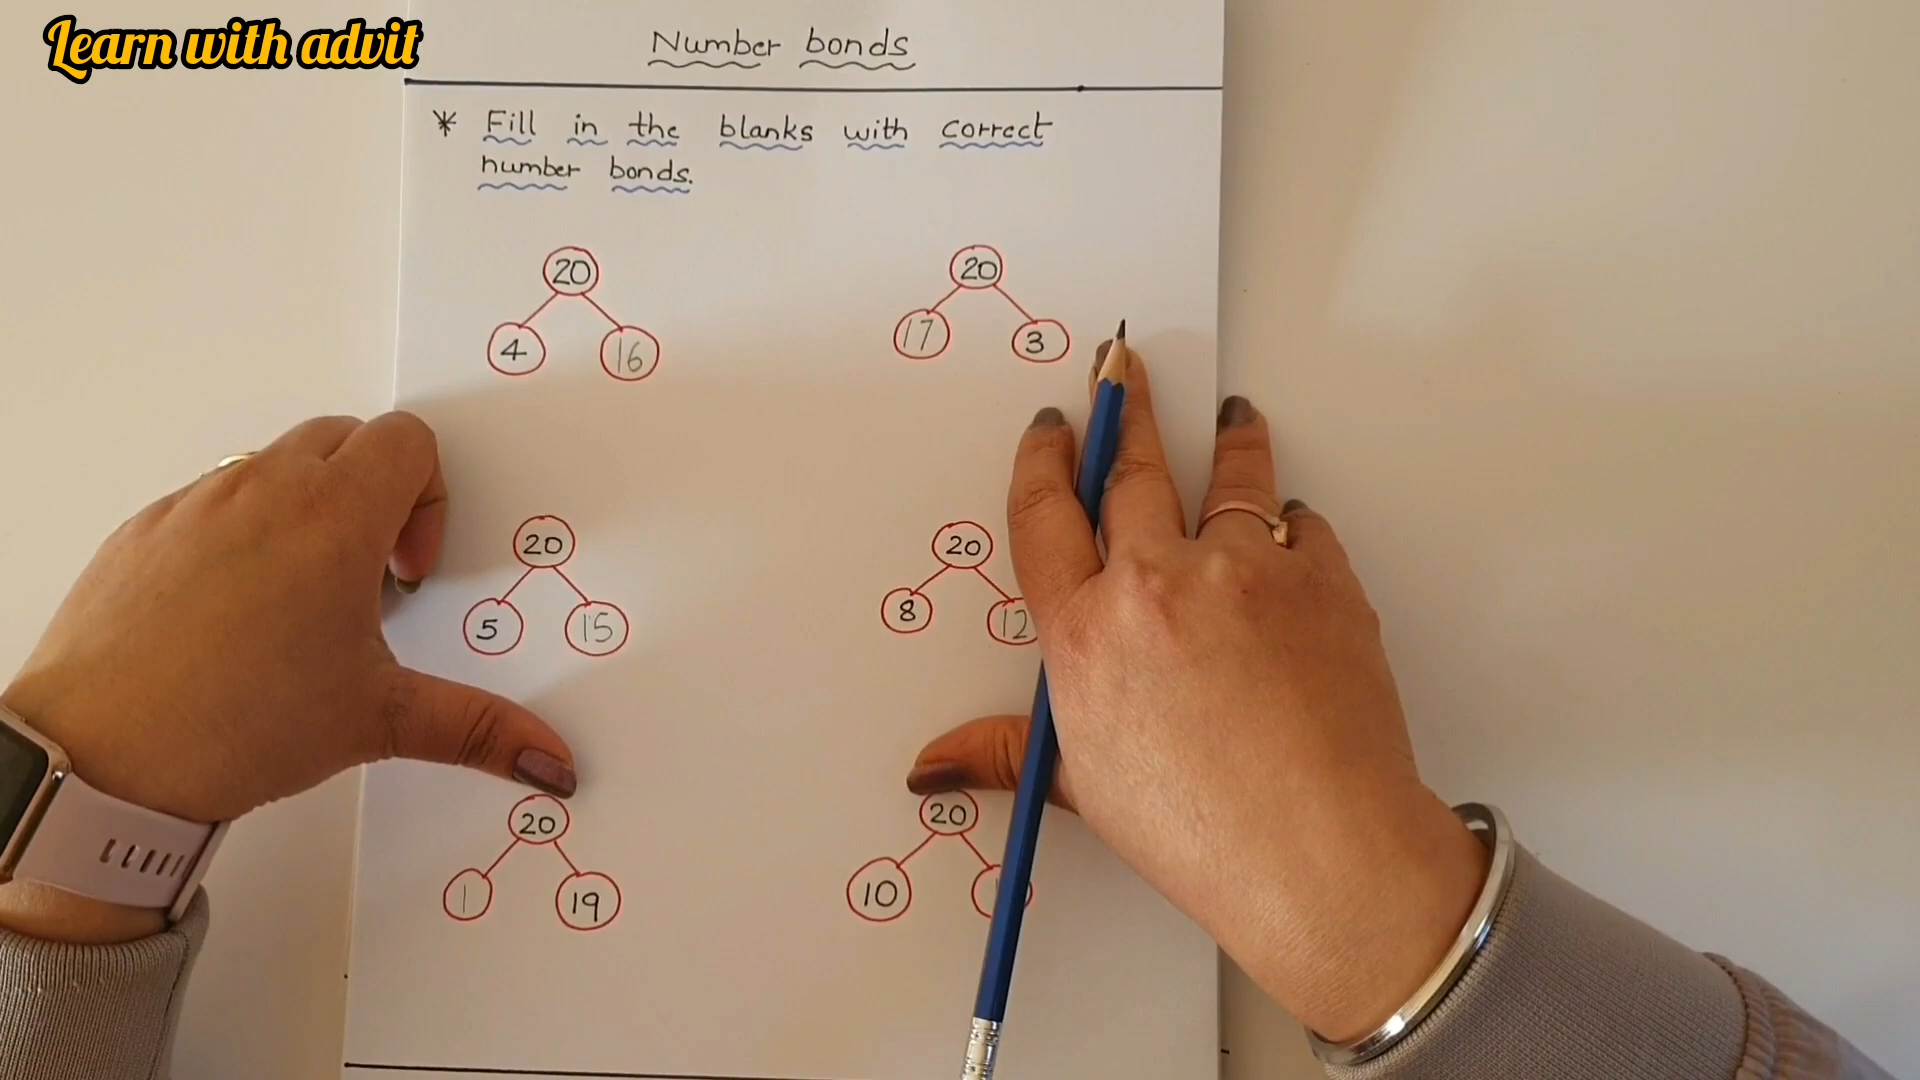 Learn with advit
Number bonds
* Fill in the blanks with correct
number bonds.
20 20
4 16 17 3
20 20
5 15 8 12
20 20
1 19 10